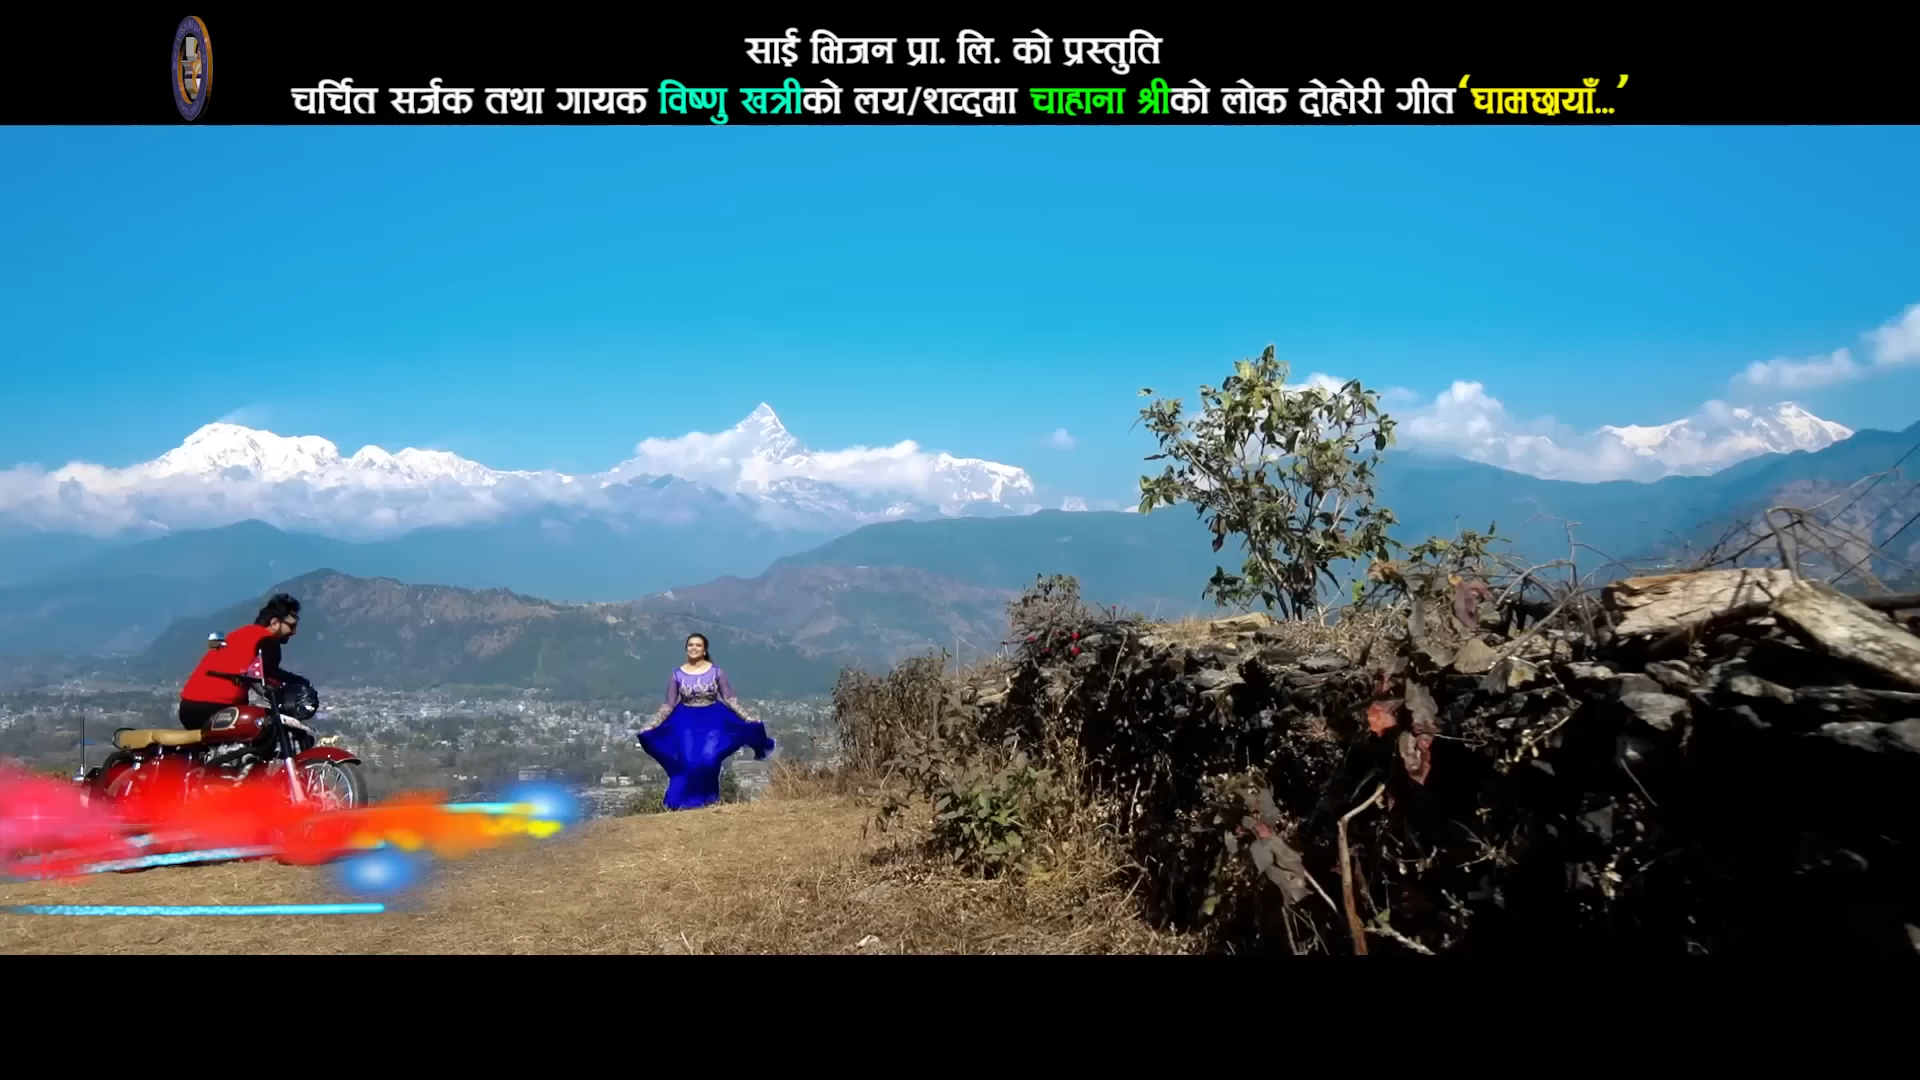 साई भिजन प्रा. लि. को प्रस्तुति
चर्चित सर्जक तथा गायक विष्णु खत्रीको लय/शव्दमा चाहाना श्रीको लोक दोहोरी गीत ‘घामछायाँ...’